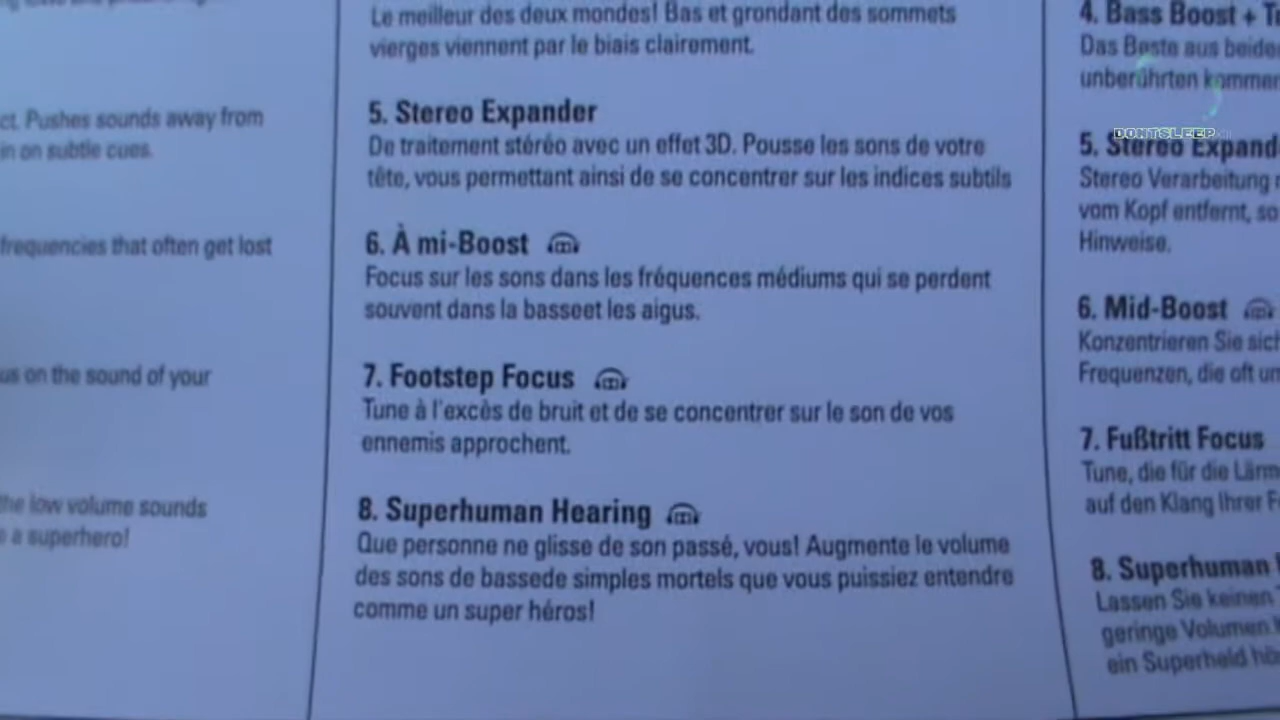 ct. Pushes sounds away from
in on subtle cues.
frequencies that often get lost
us on the sound of your
the low volume sounds
a superhero!
Le meilleur des deux mondes! Bas et grondant des sommets
vierges viennent par le biais clairement.
5. Stereo Expander
De traitement stéréo avec un effet 3D. Pousse les sons de votre
tête, vous permettant ainsi de se concentrer sur les indices subtils
6. À mi-Boost
Focus sur les sons dans les fréquences médiums qui se perdent
souvent dans la basseet les aigus.
7. Footstep Focus
Tune à l'excès de bruit et de se concentrer sur le son de vos
ennemis approchent.
8. Superhuman Hearing
Que personne ne glisse de son passé, vous! Augmente le volume
des sons de bassede simples mortels que vous puissiez entendre
comme un super héros!
4. Bass Boost + T
Das Beste aus beide
unberührten kommen
DONTSLEEP
5. Stereo Expand
Stereo Verarbeitung
vom Kopf entfernt, so
Hinweise.
6. Mid-Boost
Konzentrieren Sie sich
Frequenzen, die oft un
7. Fußtritt Focus
Tune, die für die Lärm
auf den Klang Ihrer F
8. Superhuman
Lassen Sie keinen
geringe Volumen
ein Superheld hö